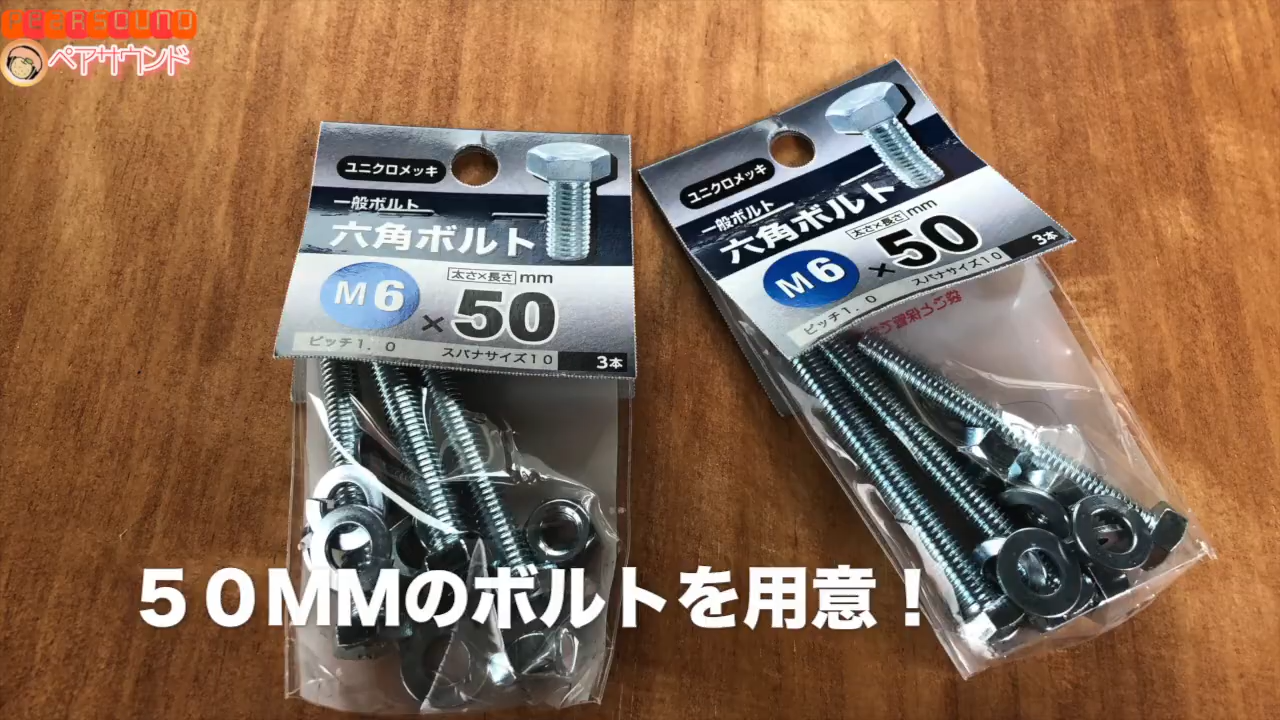 PEERSOUND
ペアサウンド
ユニクロメッキ
一般ボルト
六角ボルト
太さ×長さ mm
M6 × 50
ピッチ1.0 スパナサイズ10 3本
ユニクロメッキ
一般ボルト
六角ボルト
太さ×長さ mm
M6 × 50
ピッチ1.0 スパナサイズ10 3本
50MMのボルトを用意！